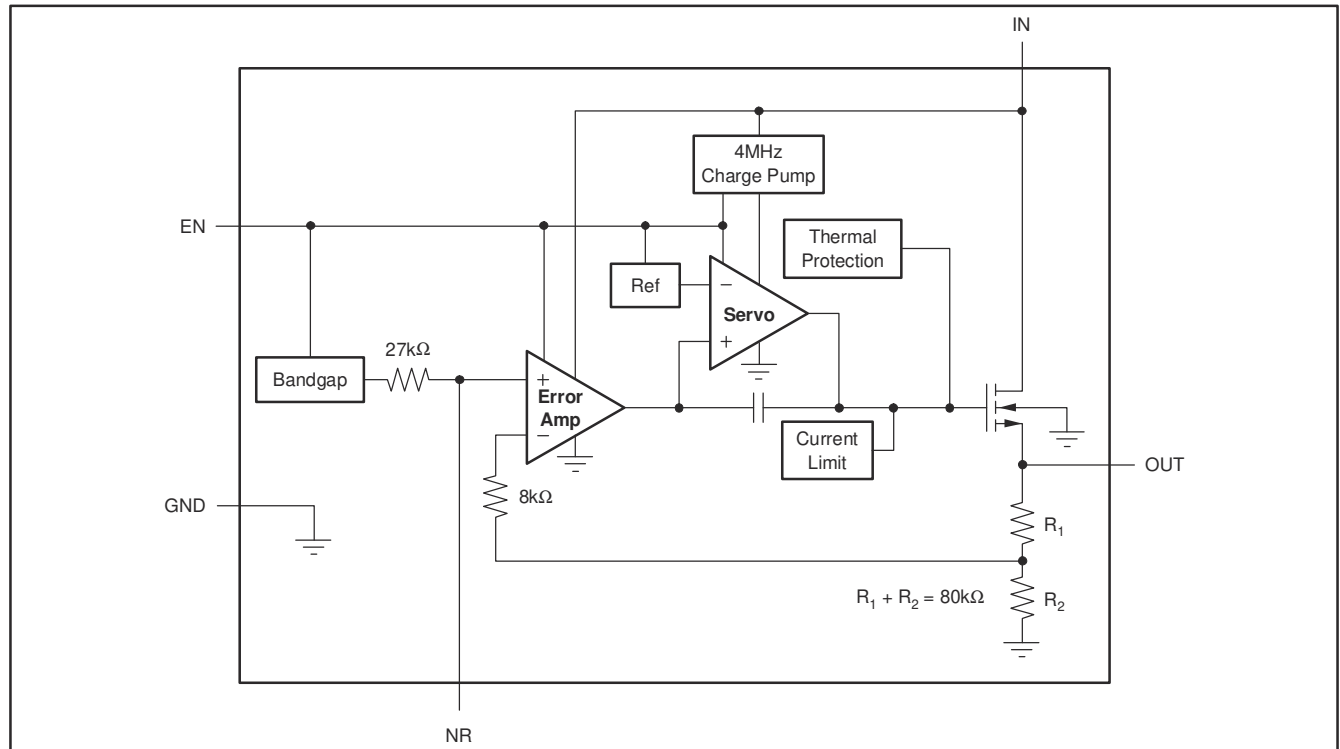 IN
4MHz
Charge Pump
EN
Thermal
Protection
Ref
−
Servo
+
27kΩ
Bandgap
+
Error
Amp
−
Current
Limit
OUT
8kΩ
GND
R1
R1 + R2 = 80kΩ
R2
NR